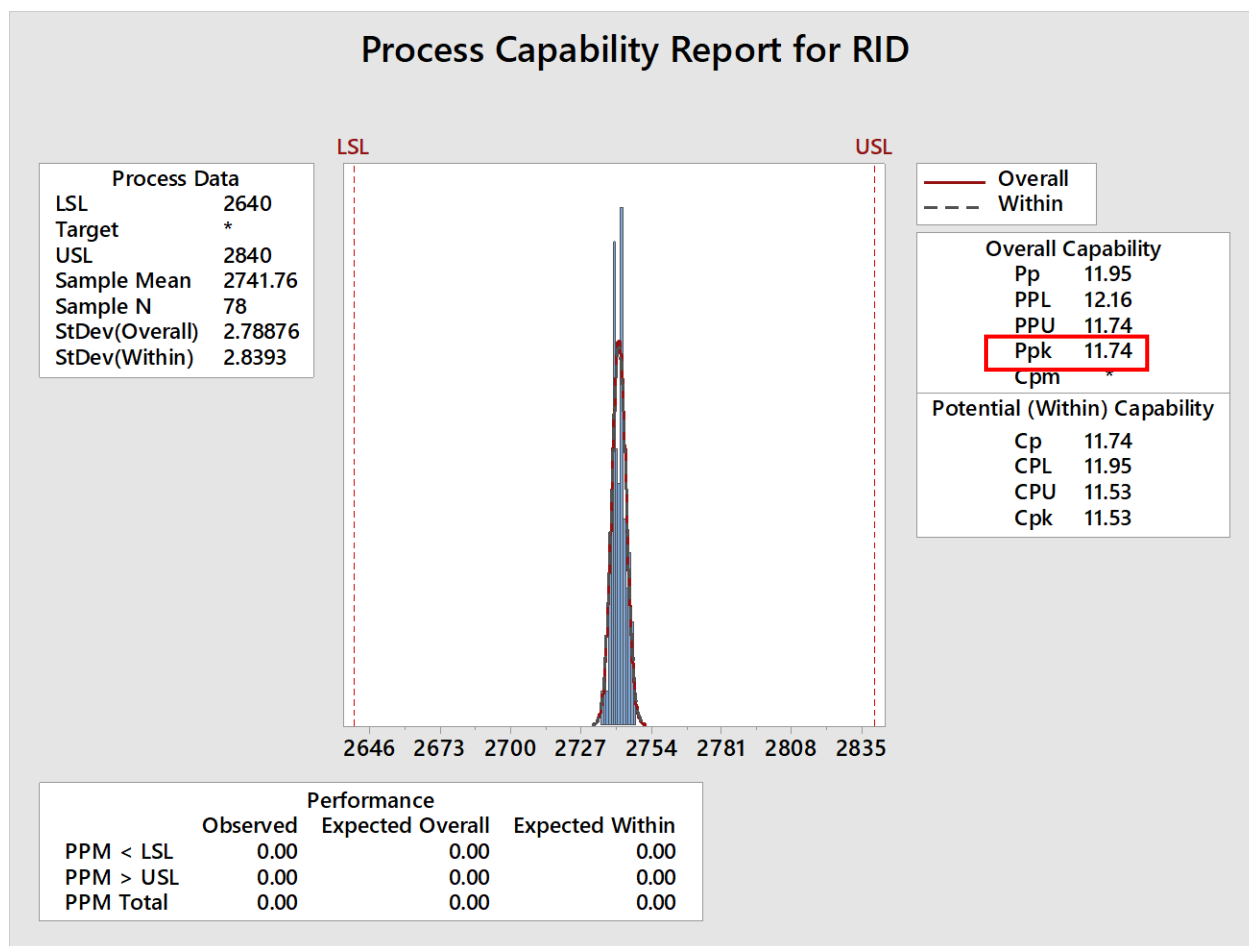 Process Capability Report for RID
LSL
USL
Process Data
LSL 2640
Target *
USL 2840
Sample Mean 2741.76
Sample N 78
StDev(Overall) 2.78876
StDev(Within) 2.8393
Overall
Within
Overall Capability
Pp 11.95
PPL 12.16
PPU 11.74
Ppk 11.74
Cpm *
Potential (Within) Capability
Cp 11.74
CPL 11.95
CPU 11.53
Cpk 11.53
2646 2673 2700 2727 2754 2781 2808 2835
Performance
Observed Expected Overall Expected Within
PPM < LSL 0.00 0.00 0.00
PPM > USL 0.00 0.00 0.00
PPM Total 0.00 0.00 0.00